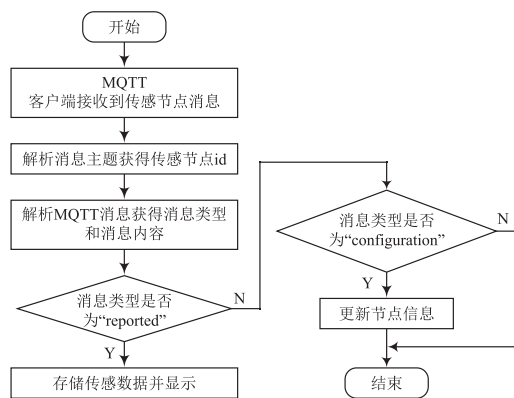 开始
MQTT
客户端接收到传感节点消息
解析消息主题获得传感节点id
解析MQTT消息获得消息类型
和消息内容
消息类型是否
为“reported”
N
Y
存储传感数据并显示
消息类型是否
为“configuration”
N
Y
更新节点信息
结束